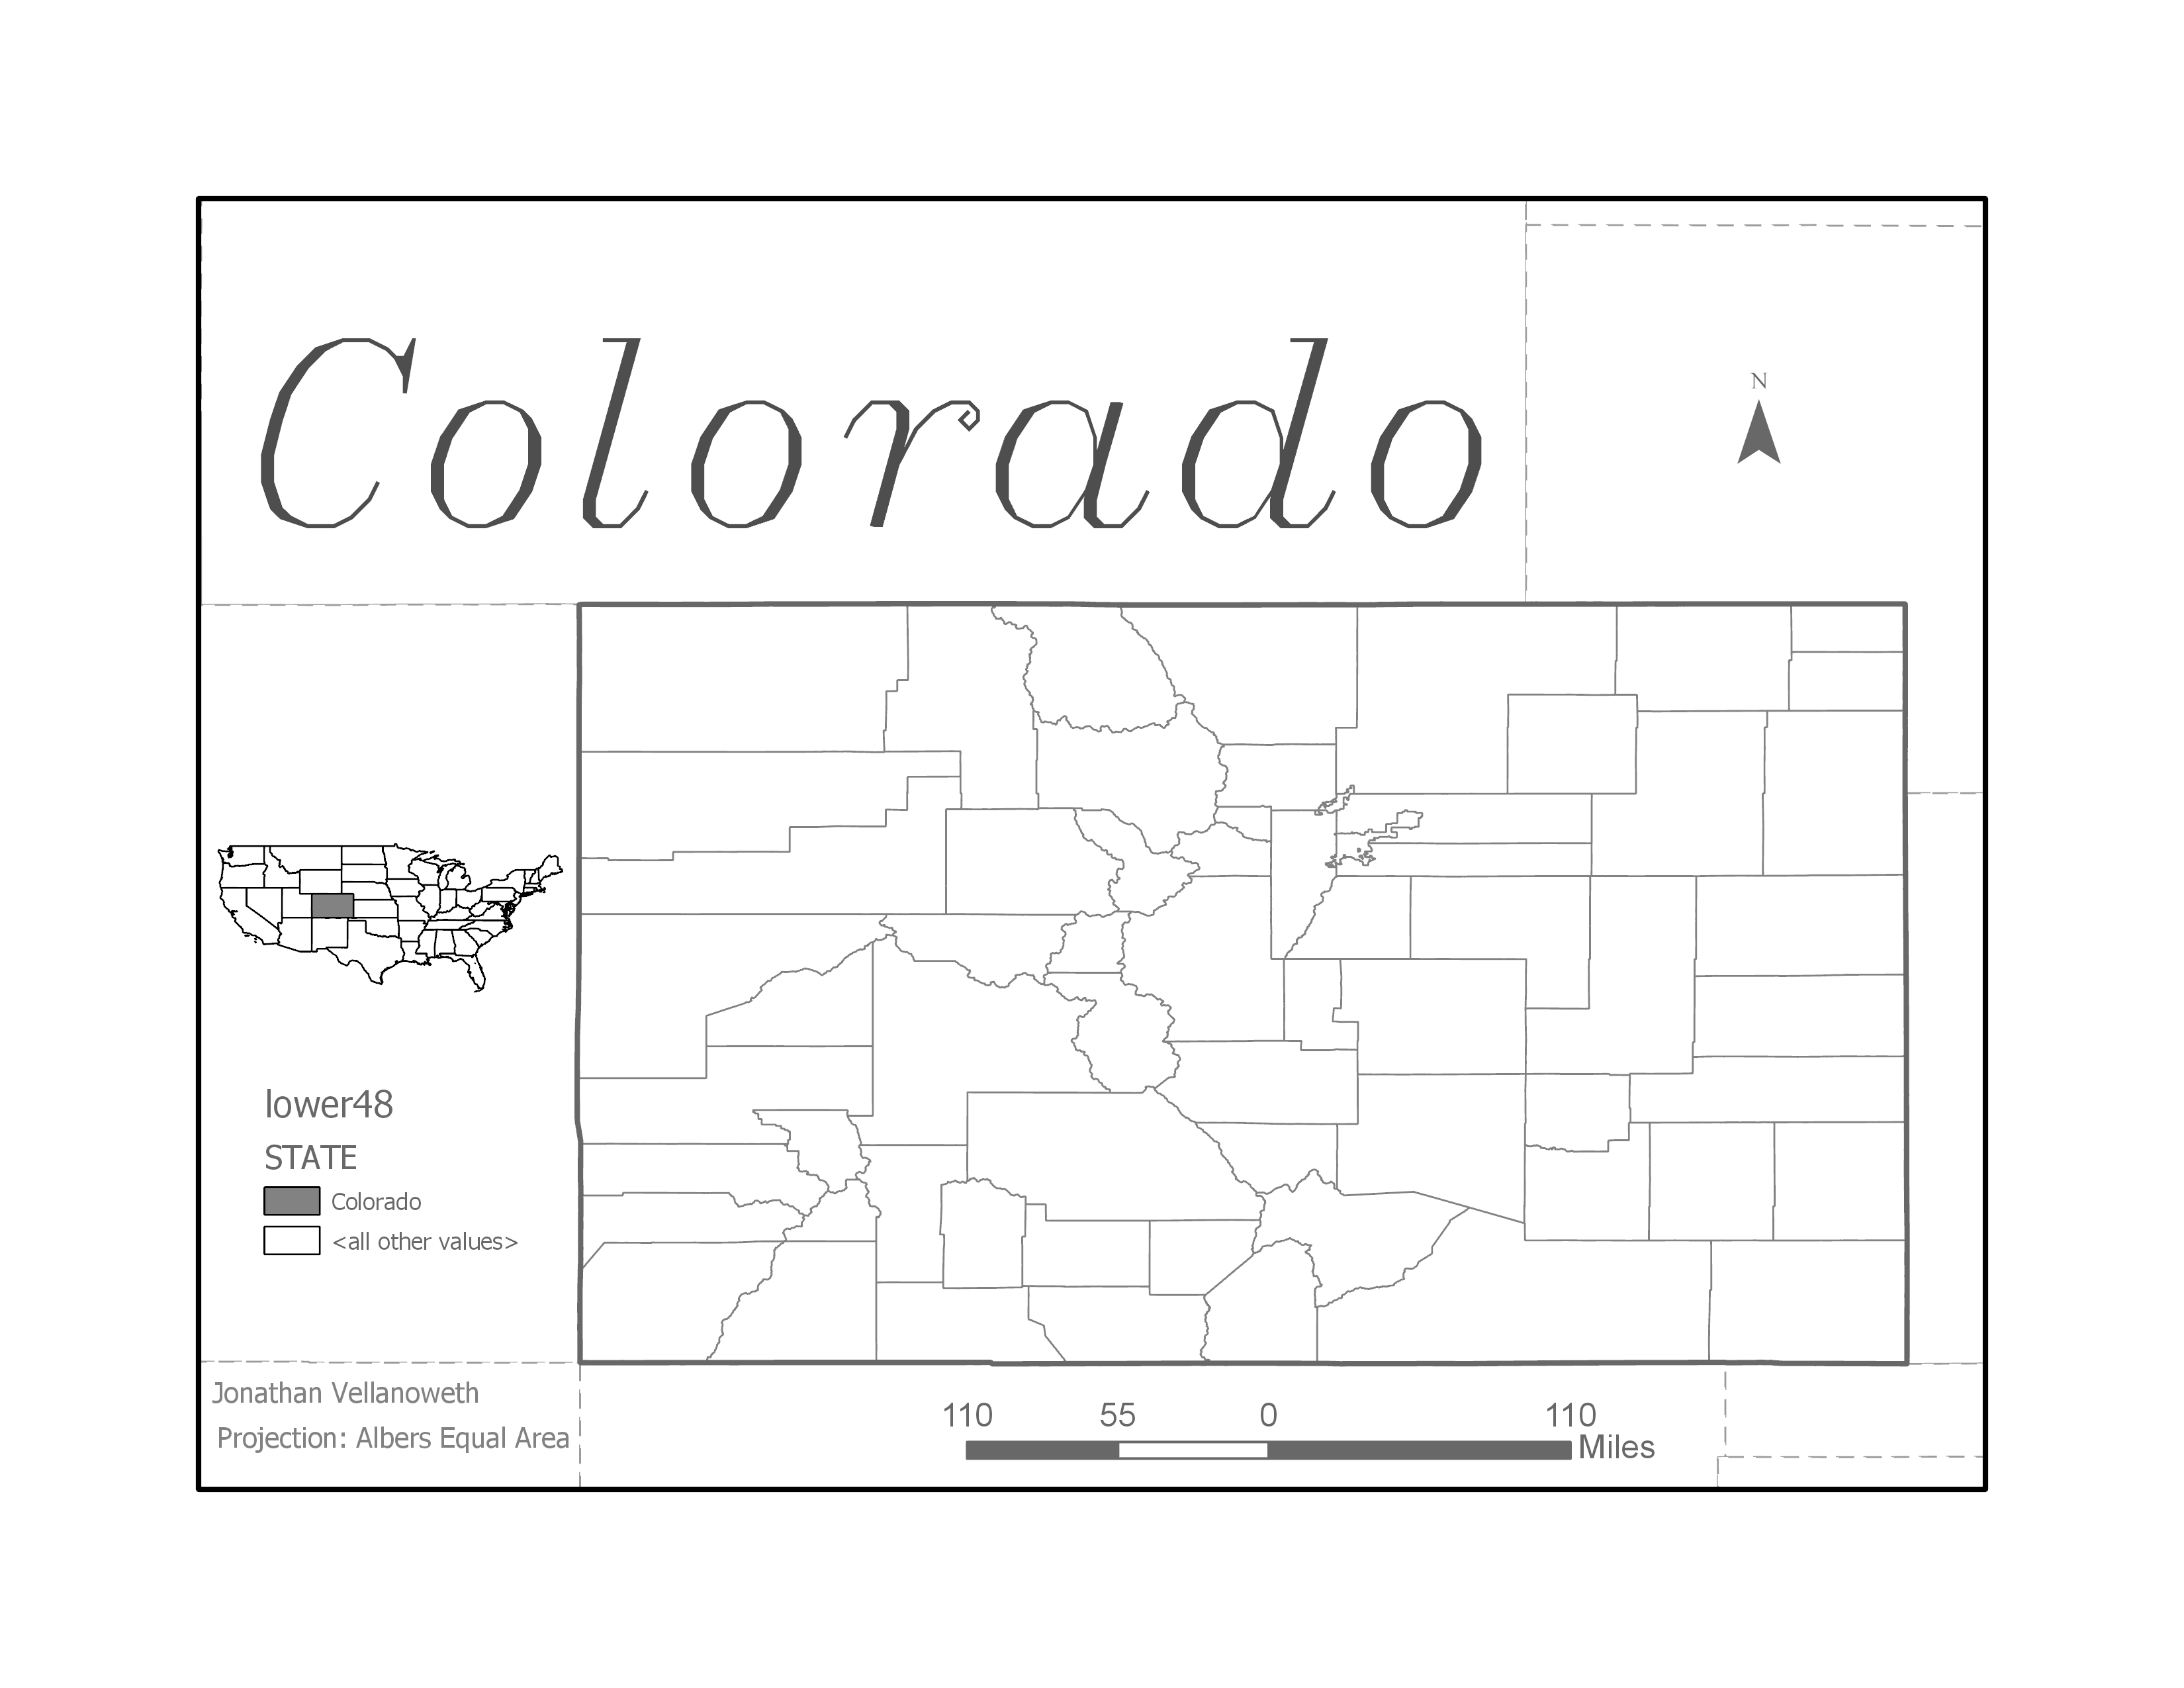 Colorado
N
lower48
STATE
Colorado
<all other values>
Jonathan Vellanoweth
Projection: Albers Equal Area
110 55 0 110
Miles